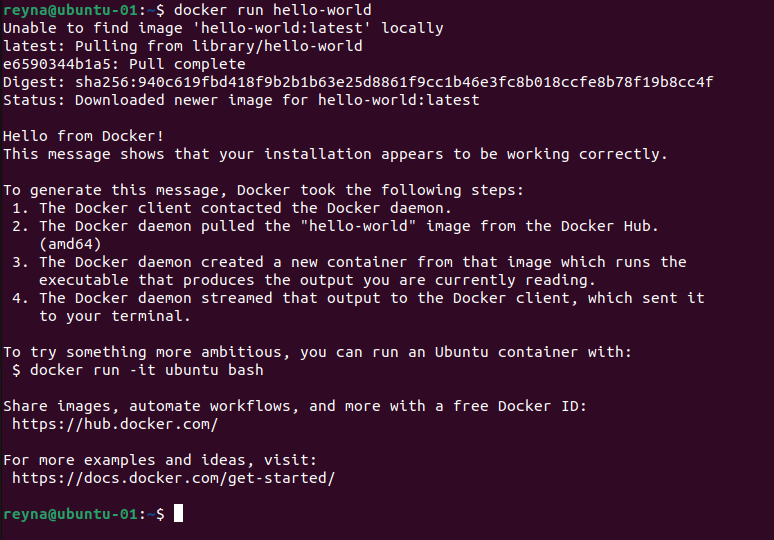 reyna@ubuntu-01:~$ docker run hello-world
Unable to find image 'hello-world:latest' locally
latest: Pulling from library/hello-world
e6590344b1a5: Pull complete
Digest: sha256:940c619fbd418f9b2b1b63e25d8861f9cc1b46e3fc8b018ccfe8b78f19b8cc4f
Status: Downloaded newer image for hello-world:latest

Hello from Docker!
This message shows that your installation appears to be working correctly.

To generate this message, Docker took the following steps:
 1. The Docker client contacted the Docker daemon.
 2. The Docker daemon pulled the "hello-world" image from the Docker Hub.
    (amd64)
 3. The Docker daemon created a new container from that image which runs the
    executable that produces the output you are currently reading.
 4. The Docker daemon streamed that output to the Docker client, which sent it
    to your terminal.

To try something more ambitious, you can run an Ubuntu container with:
 $ docker run -it ubuntu bash

Share images, automate workflows, and more with a free Docker ID:
 https://hub.docker.com/

For more examples and ideas, visit:
 https://docs.docker.com/get-started/

reyna@ubuntu-01:~$